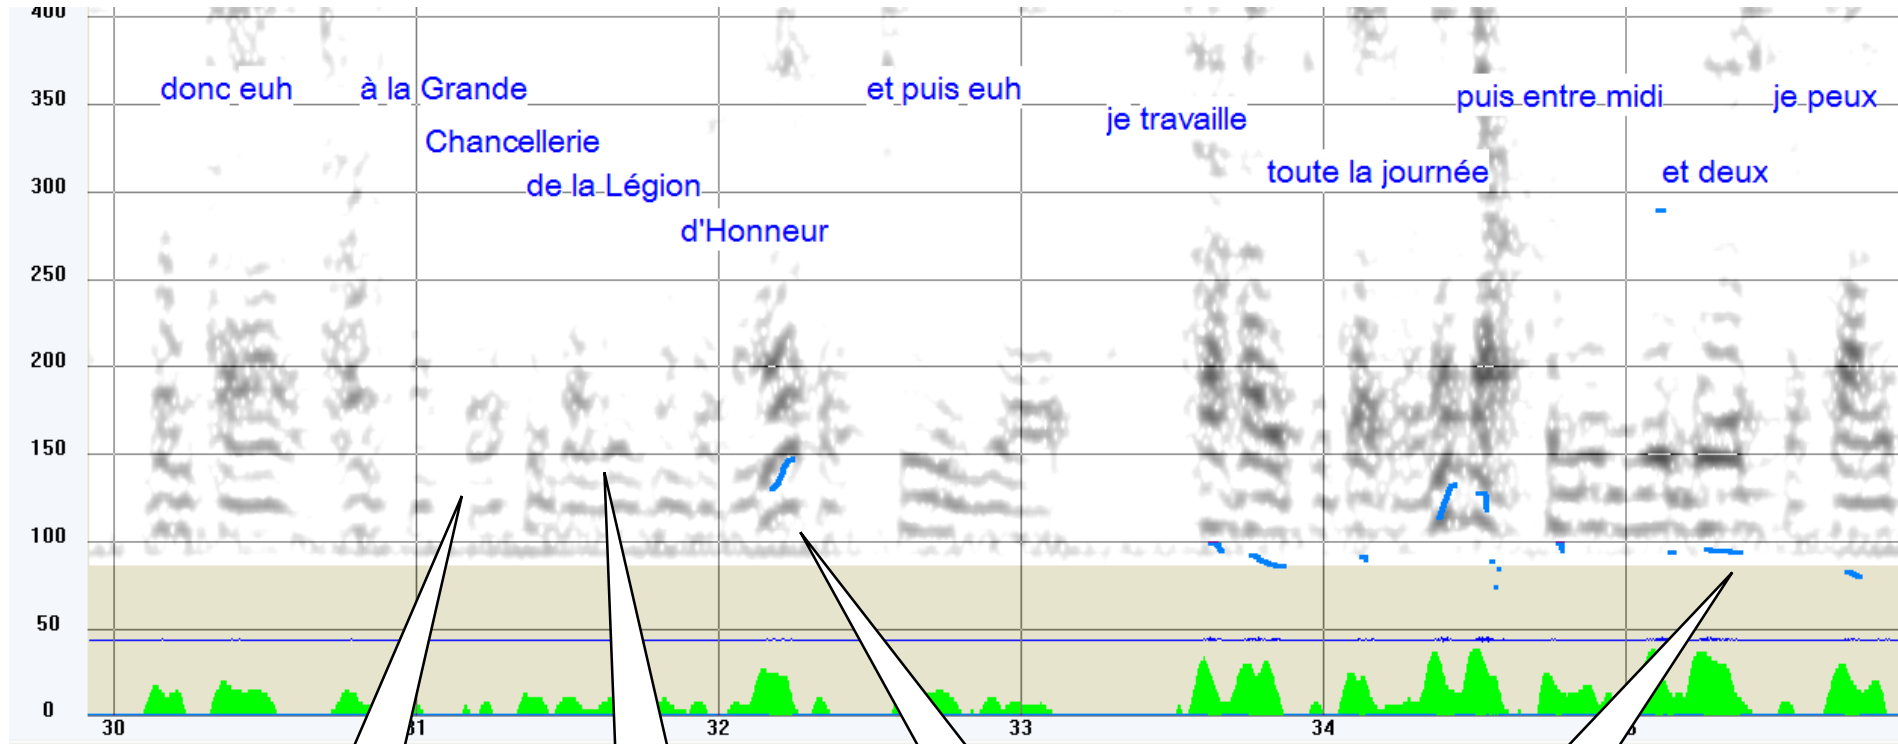 400
donc euh à la Grande et puis euh puis entre midi je peux
350
je travaille
Chancellerie
300
de la Légion toute la journée et deux
d'Honneur
250
200
150
100
50
0
30 31 32 33 34